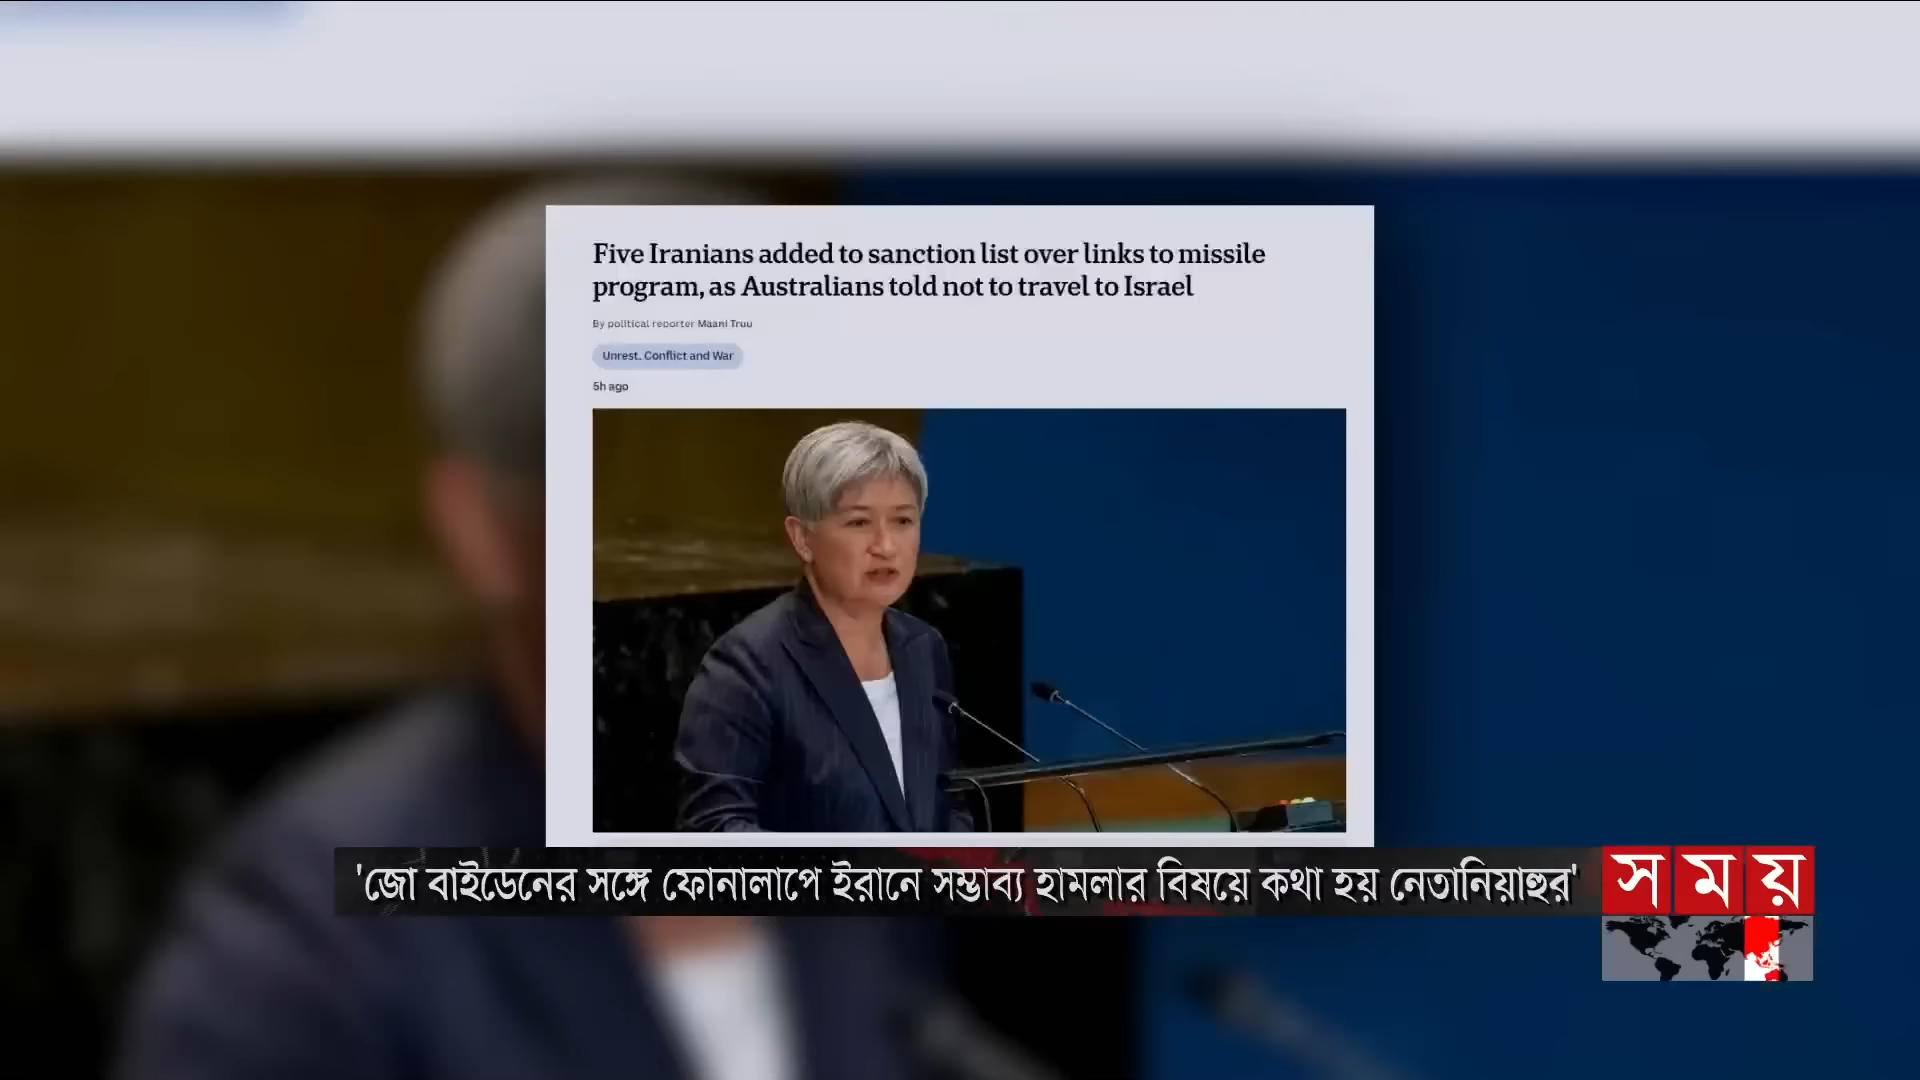 Five Iranians added to sanction list over links to missile
program, as Australians told not to travel to Israel
By political reporter Maani Truu
Unrest, Conflict and War
5h ago
'জো বাইডেনের সঙ্গে ফোনালাপে ইরানে সম্ভাব্য হামলার বিষয়ে কথা হয় নেতানিয়াহুর'
সময়